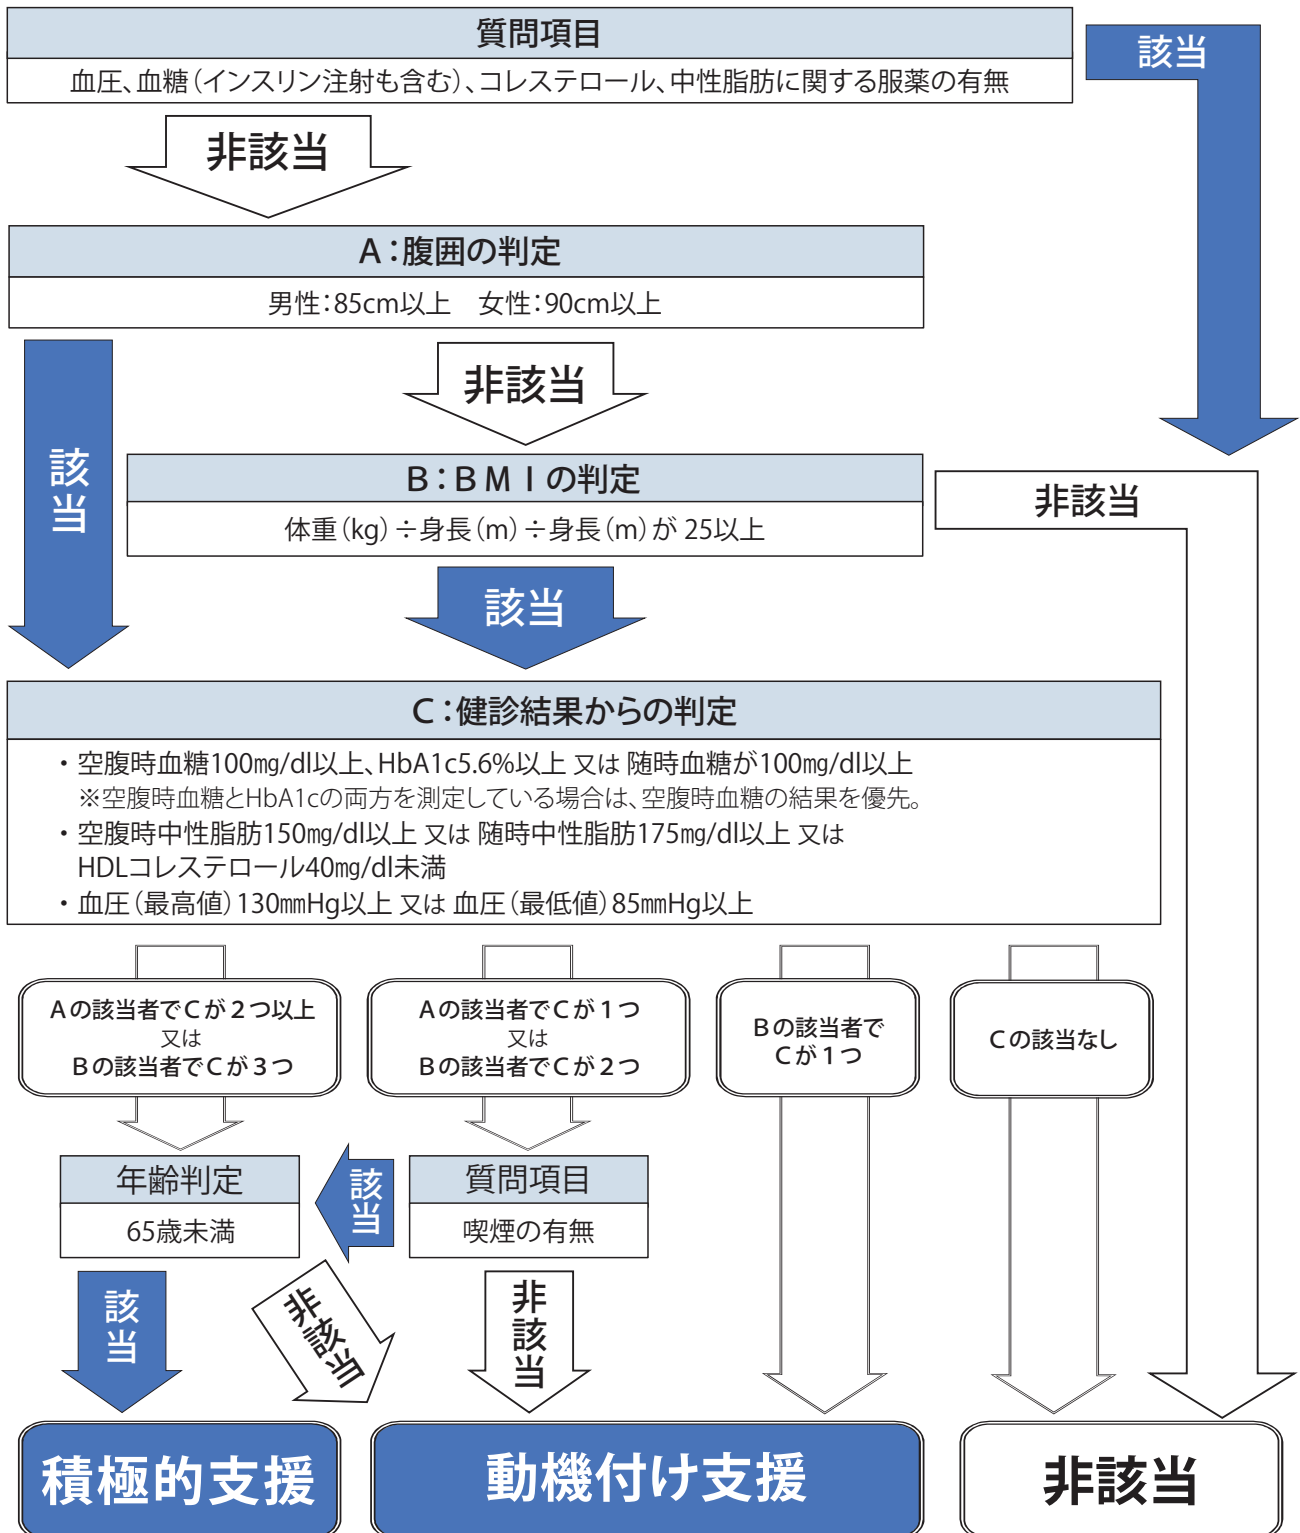 質問項目
血圧、血糖（インスリン注射も含む）、コレステロール、中性脂肪に関する服薬の有無
該当
非該当
A：腹囲の判定
男性：85cm以上　女性：90cm以上
該当
非該当
B：BMIの判定
体重（kg）÷身長（m）÷身長（m）が 25以上
非該当
該当
C：健診結果からの判定
・空腹時血糖100㎎/dl以上、HbA1c5.6%以上 又は 随時血糖が100㎎/dl以上
※空腹時血糖とHbA1cの両方を測定している場合は、空腹時血糖の結果を優先。
・空腹時中性脂肪150㎎/dl以上 又は 随時中性脂肪175㎎/dl以上 又は
HDLコレステロール40㎎/dl未満
・血圧（最高値）130㎜Hg以上 又は 血圧（最低値）85㎜Hg以上
Aの該当者でCが2つ以上
又は
Bの該当者でCが3つ
Aの該当者でCが1つ
又は
Bの該当者でCが2つ
Bの該当者で
Cが1つ
Cの該当なし
年齢判定
65歳未満
該当
質問項目
喫煙の有無
該当
非該当
非該当
積極的支援
動機付け支援
非該当